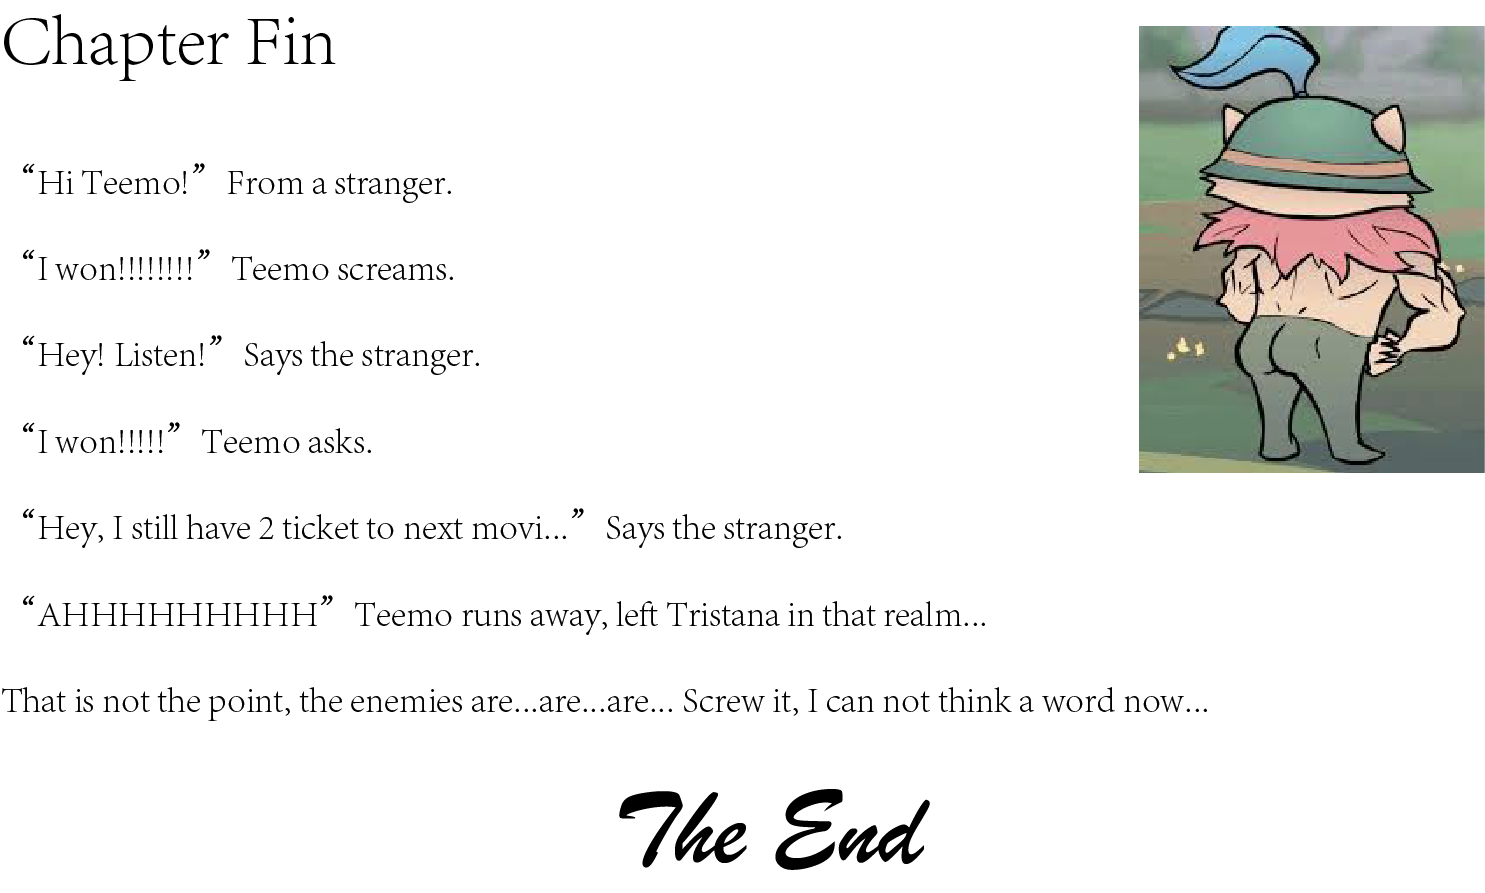 Chapter Fin
“Hi Teemo!” From a stranger.
“I won!!!!!!!!” Teemo screams.
“Hey! Listen!” Says the stranger.
“I won!!!!!” Teemo asks.
“Hey, I still have 2 ticket to next movi...” Says the stranger.
“AHHHHHHHHHH” Teemo runs away, left Tristana in that realm...
That is not the point, the enemies are...are...are... Screw it, I can not think a word now...
The End